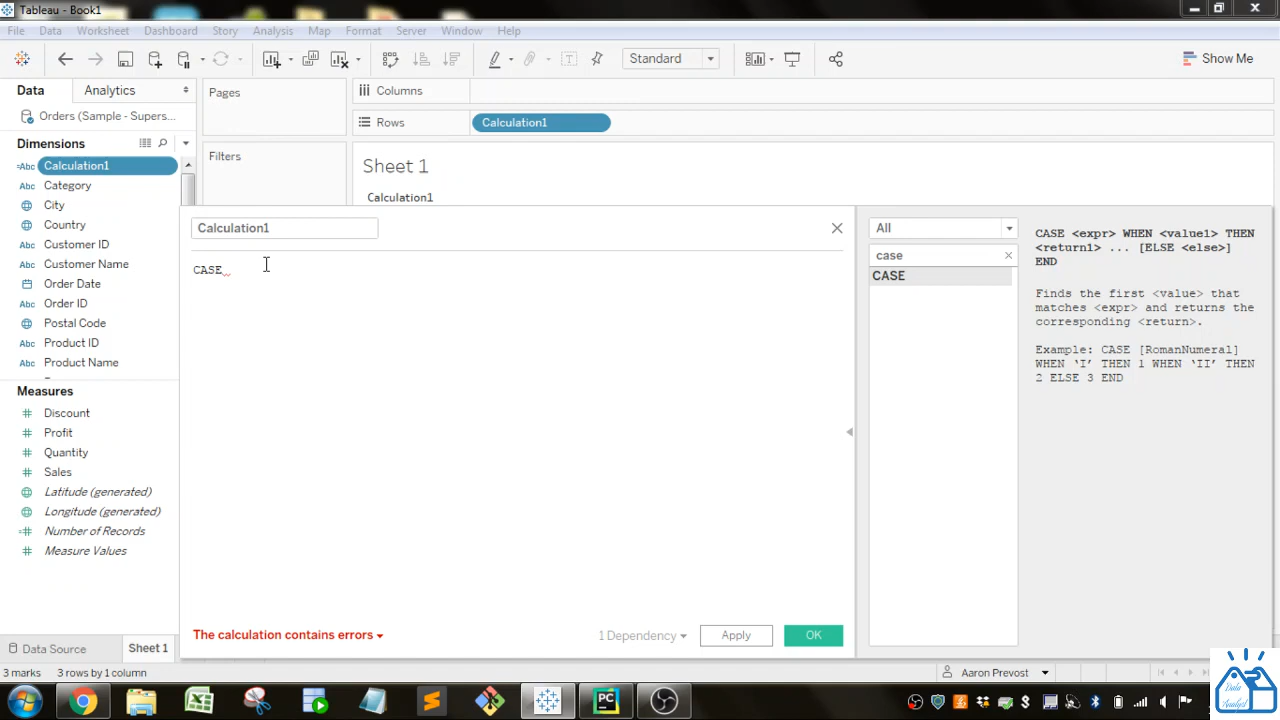 Tableau - Book1
File Data Worksheet Dashboard Story Analysis Map Format Server Window Help
Standard
Show Me
Data
Analytics
Orders (Sample - Supers...
Dimensions
Calculation1
Category
City
Country
Customer ID
Customer Name
Order Date
Order ID
Postal Code
Product ID
Product Name
Measures
Discount
Profit
Quantity
Sales
Latitude (generated)
Longitude (generated)
Number of Records
Measure Values
Pages
Filters
Columns
Rows
Calculation1
Sheet 1
Calculation1
Calculation1
CASE
The calculation contains errors
1 Dependency
Apply
OK
All
case
CASE
CASE <expr> WHEN <value1> THEN
<return1> ... [ELSE <else>]
END
Finds the first <value> that
matches <expr> and returns the
corresponding <return>.
Example: CASE [RomanNumeral]
WHEN 'I' THEN 1 WHEN 'II' THEN
2 ELSE 3 END
Data Source
Sheet 1
3 marks 3 rows by 1 column
Aaron Prevost
PC
Data
Analyst